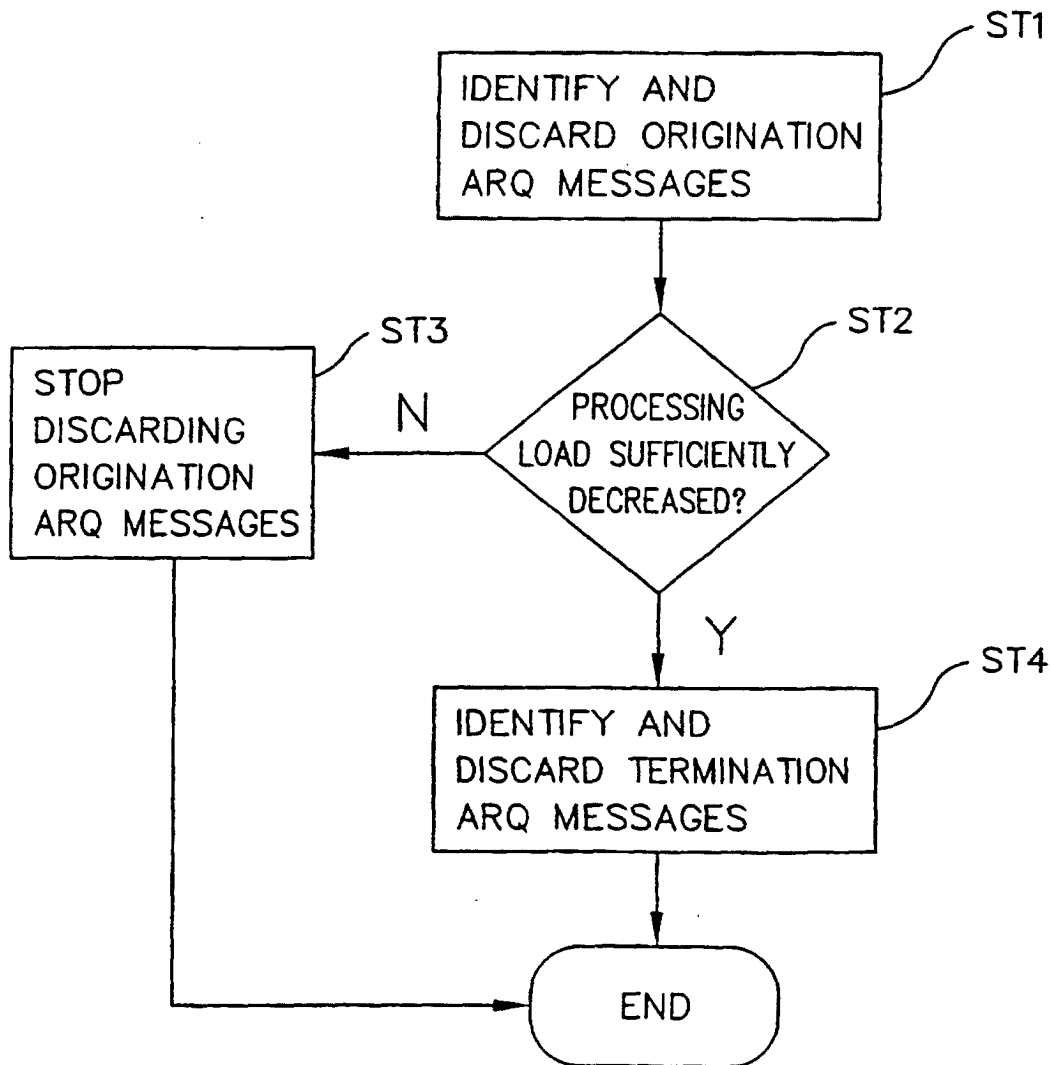 ST1
IDENTIFY AND
DISCARD ORIGINATION
ARQ MESSAGES
ST2
PROCESSING
LOAD SUFFICIENTLY
DECREASED?
N
ST3
STOP
DISCARDING
ORIGINATION
ARQ MESSAGES
Y
ST4
IDENTIFY AND
DISCARD TERMINATION
ARQ MESSAGES
END